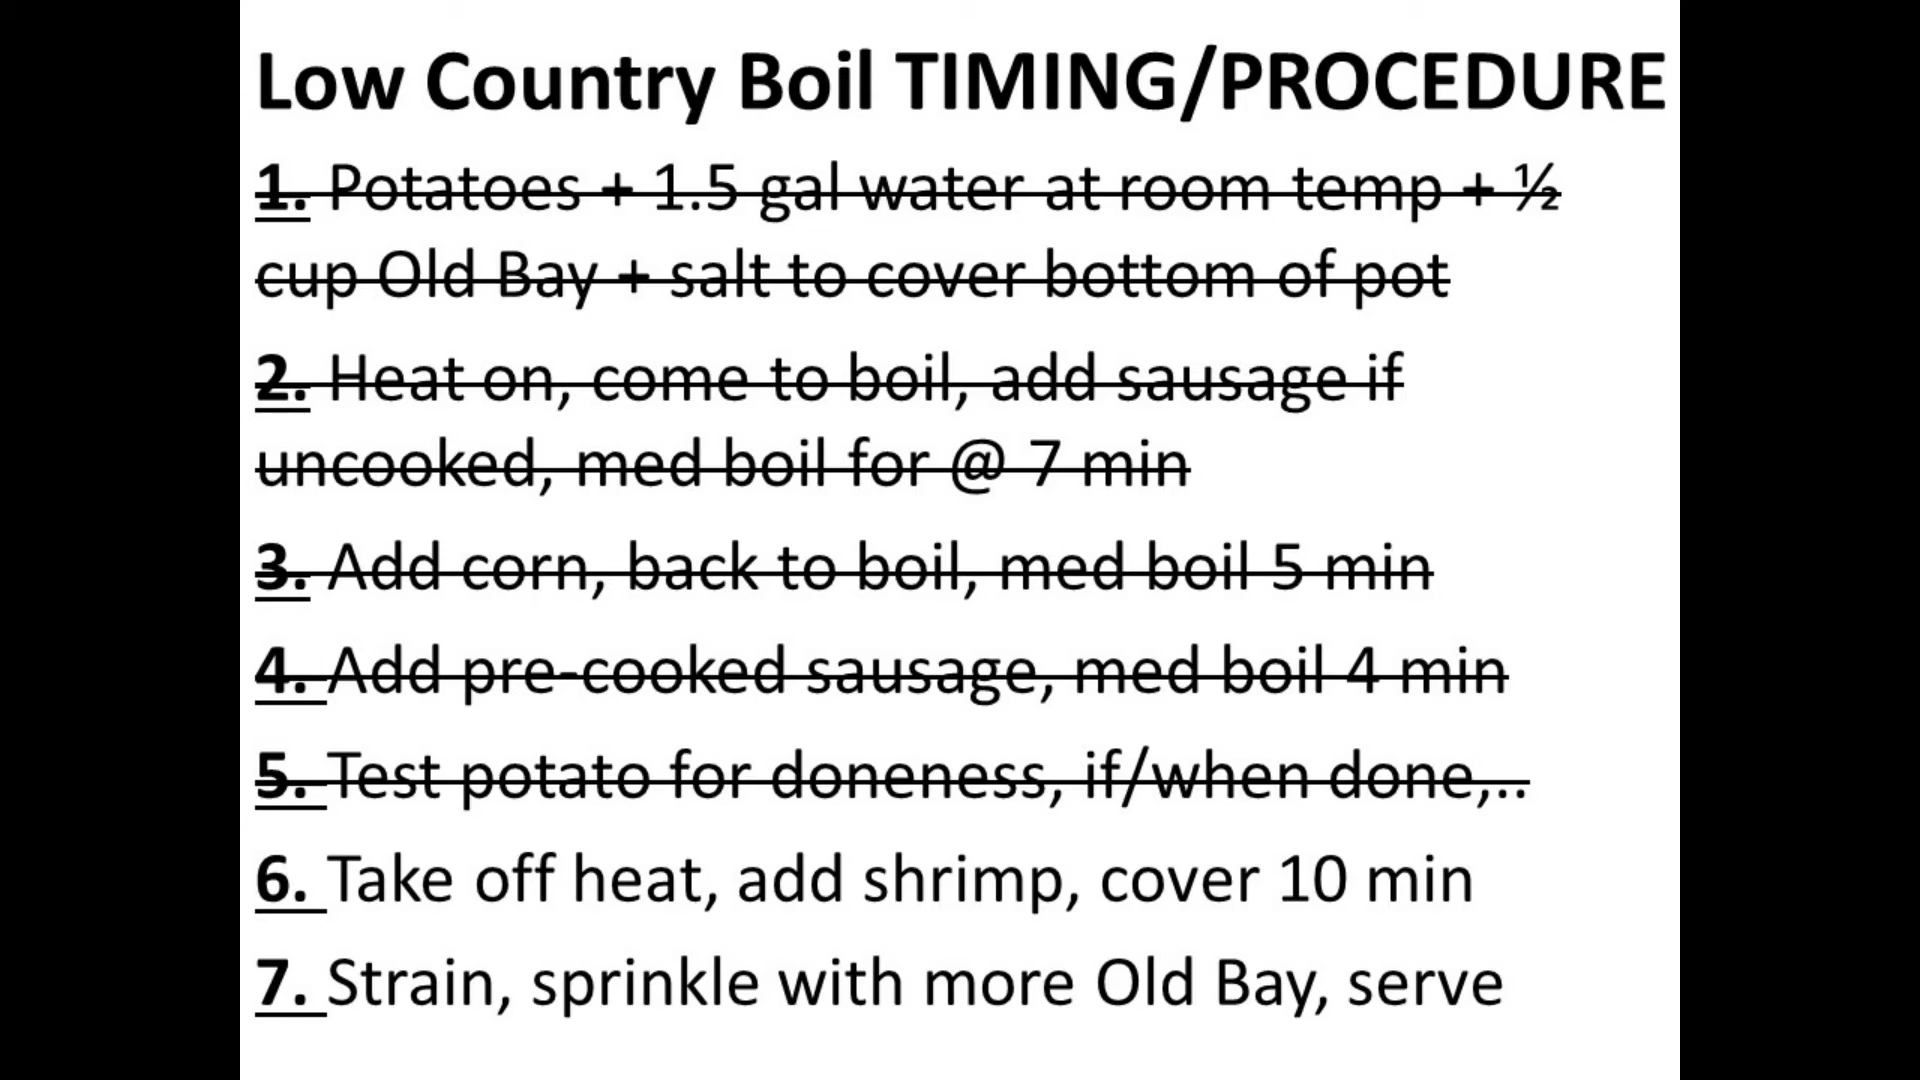 Low Country Boil TIMING/PROCEDURE
1. Potatoes + 1.5 gal water at room temp + ½
cup Old Bay + salt to cover bottom of pot
2. Heat on, come to boil, add sausage if
uncooked, med boil for @ 7 min
3. Add corn, back to boil, med boil 5 min
4. Add pre-cooked sausage, med boil 4 min
5. Test potato for doneness, if/when done,..
6. Take off heat, add shrimp, cover 10 min
7. Strain, sprinkle with more Old Bay, serve